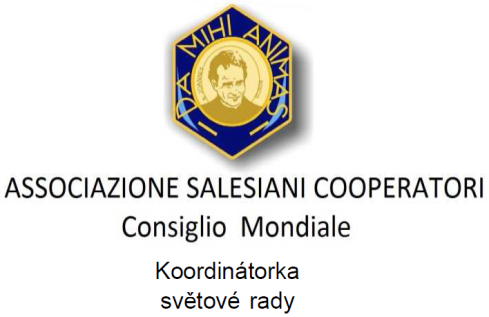 DA MIHI ANIMAS
ASSOCIAZIONE SALESIANI COOPERATORI
Consiglio Mondiale
Koordinátorka
světové rady